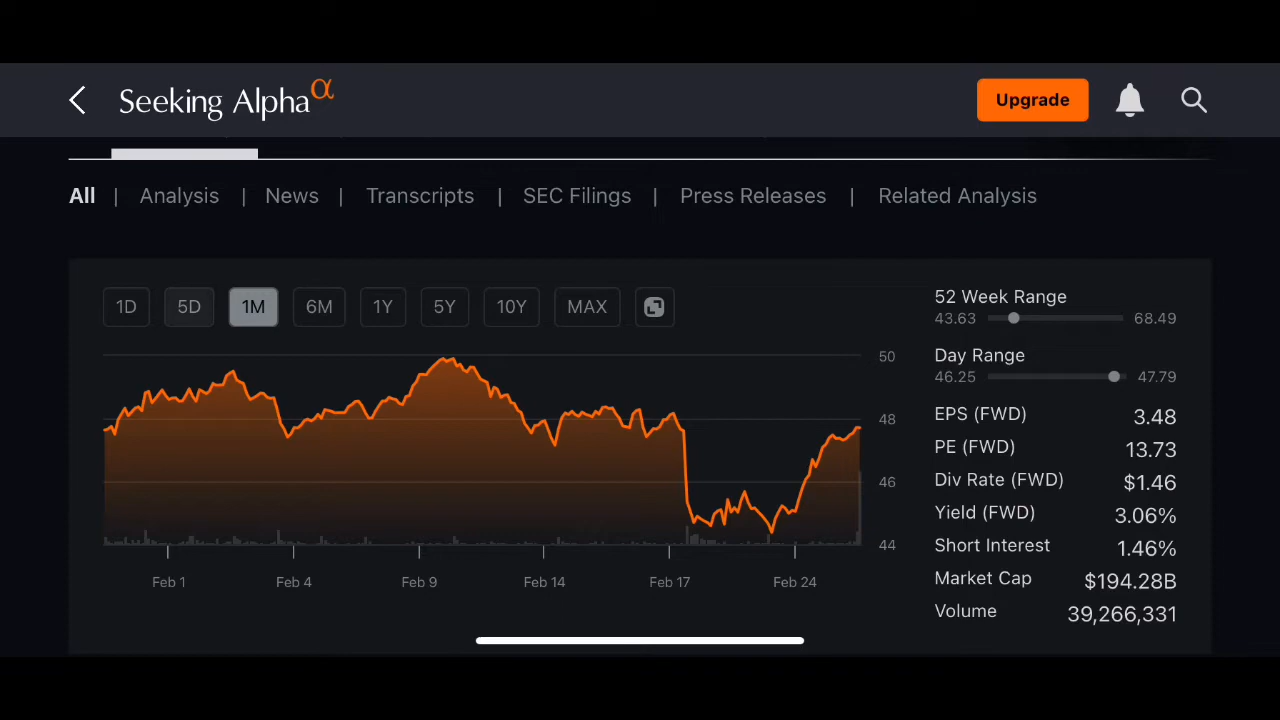 Seeking Alpha α
Upgrade
All | Analysis | News | Transcripts | SEC Filings | Press Releases | Related Analysis
1D 5D 1M 6M 1Y 5Y 10Y MAX
50
48
46
44
Feb 1 Feb 4 Feb 9 Feb 14 Feb 17 Feb 24
52 Week Range
43.63 68.49
Day Range
46.25 47.79
EPS (FWD) 3.48
PE (FWD) 13.73
Div Rate (FWD) $1.46
Yield (FWD) 3.06%
Short Interest 1.46%
Market Cap $194.28B
Volume 39,266,331